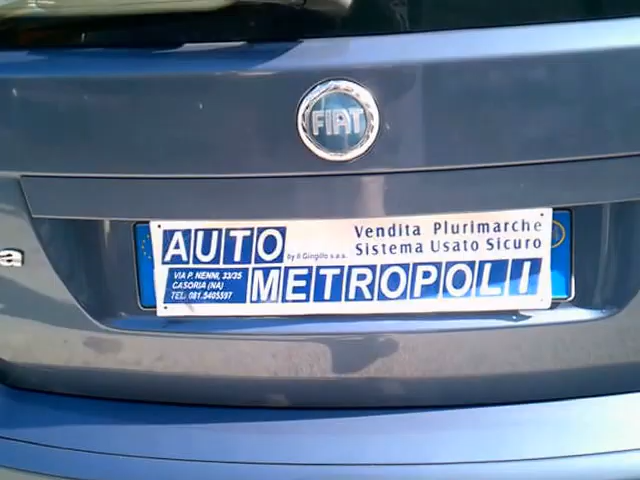 FIAT
AUTO
by Il Gingillo s.a.s.
Vendita Plurimarche
Sistema Usato Sicuro
VIA P. NENNI, 33/35
CASORIA (NA)
TEL. 081.5405597
METROPOLI
a